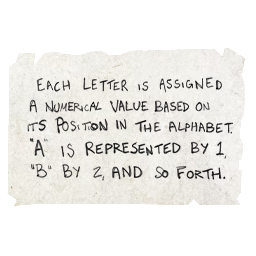 EACH LETTER IS ASSIGNED
A NUMERICAL VALUE BASED ON
ITS POSITION IN THE ALPHABET.
"A" IS REPRESENTED BY 1,
"B" BY 2, AND SO FORTH.